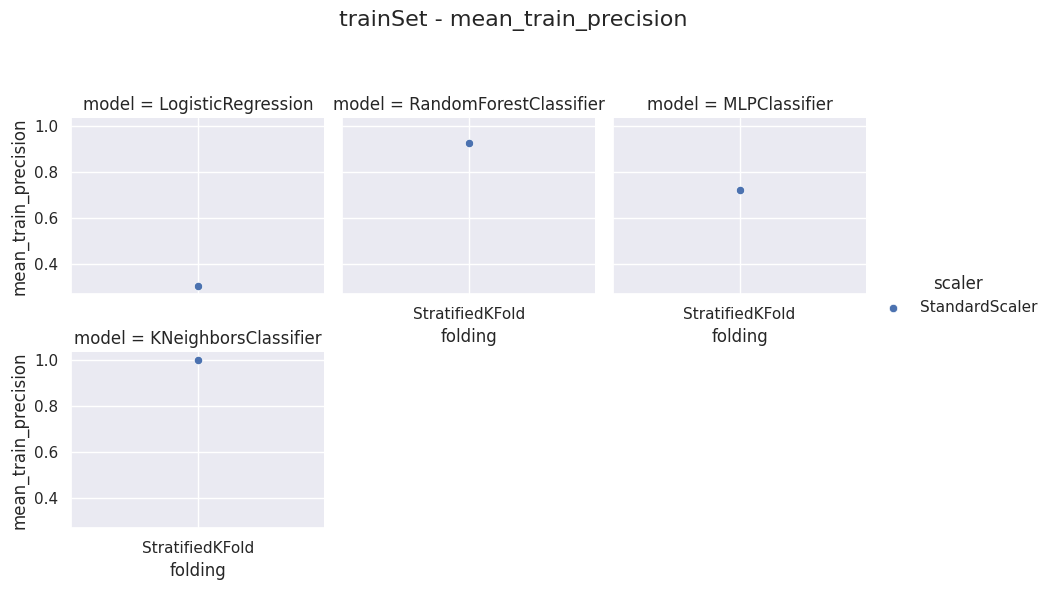 trainSet - mean_train_precision
model = LogisticRegression
model = RandomForestClassifier
model = MLPClassifier
mean_train_precision
1.0
0.8
0.6
0.4
StratifiedKFold
folding
StratifiedKFold
folding
scaler
StandardScaler
model = KNeighborsClassifier
mean_train_precision
1.0
0.8
0.6
0.4
StratifiedKFold
folding